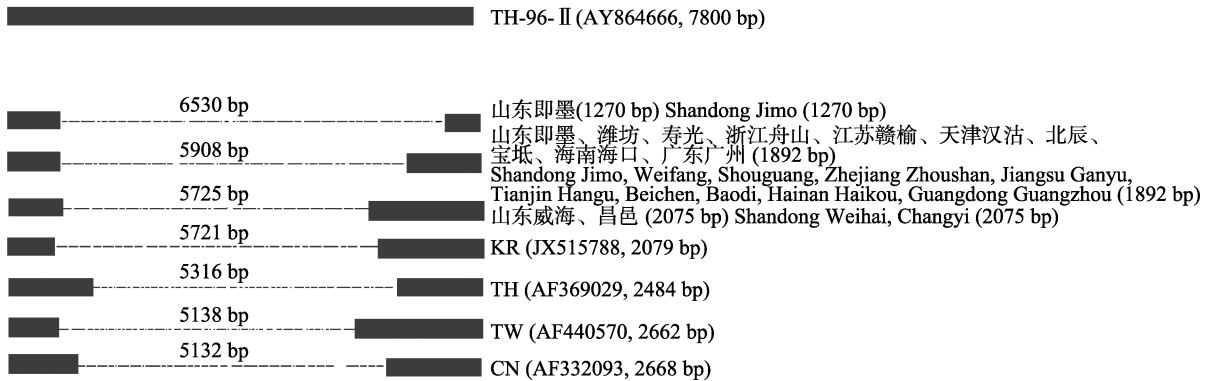 TH-96-Ⅱ (AY864666, 7800 bp)
6530 bp
山东即墨(1270 bp) Shandong Jimo (1270 bp)
5908 bp
山东即墨、潍坊、寿光、浙江舟山、江苏赣榆、天津汉沽、北辰、
宝坻、海南海口、广东广州 (1892 bp)
Shandong Jimo, Weifang, Shouguang, Zhejiang Zhoushan, Jiangsu Ganyu,
Tianjin Hangu, Beichen, Baodi, Hainan Haikou, Guangdong Guangzhou (1892 bp)
5725 bp
山东威海、昌邑 (2075 bp) Shandong Weihai, Changyi (2075 bp)
5721 bp
KR (JX515788, 2079 bp)
5316 bp
TH (AF369029, 2484 bp)
5138 bp
TW (AF440570, 2662 bp)
5132 bp
CN (AF332093, 2668 bp)